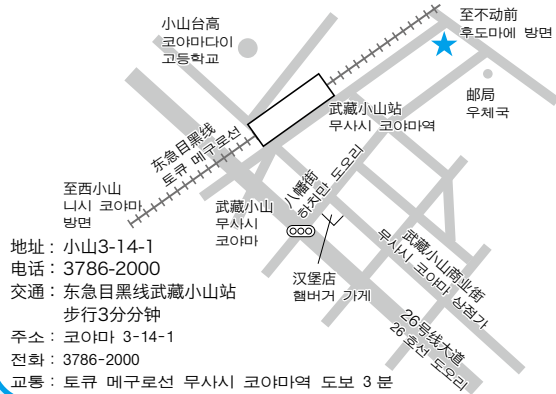 小山台高
코야마다이
고등학교
至不动前
후도마에 방면
邮局
우체국
武藏小山站
무사시 코야마역
东急目黑线
토큐 메구로선
至西小山
니시 코야마
방면
武藏小山
무사시
코야마
八幡街
하치만 도오리
汉堡店
햄버거 가게
武藏小山商业街
무사시 코야마 상점가
26号线大道
26 호선 도오리
地址：小山3-14-1
电话：3786-2000
交通：东急目黑线武藏小山站
步行3分分钟
주소：코야마 3-14-1
전화：3786-2000
교통：토큐 메구로선 무사시 코야마역 도보 3 분